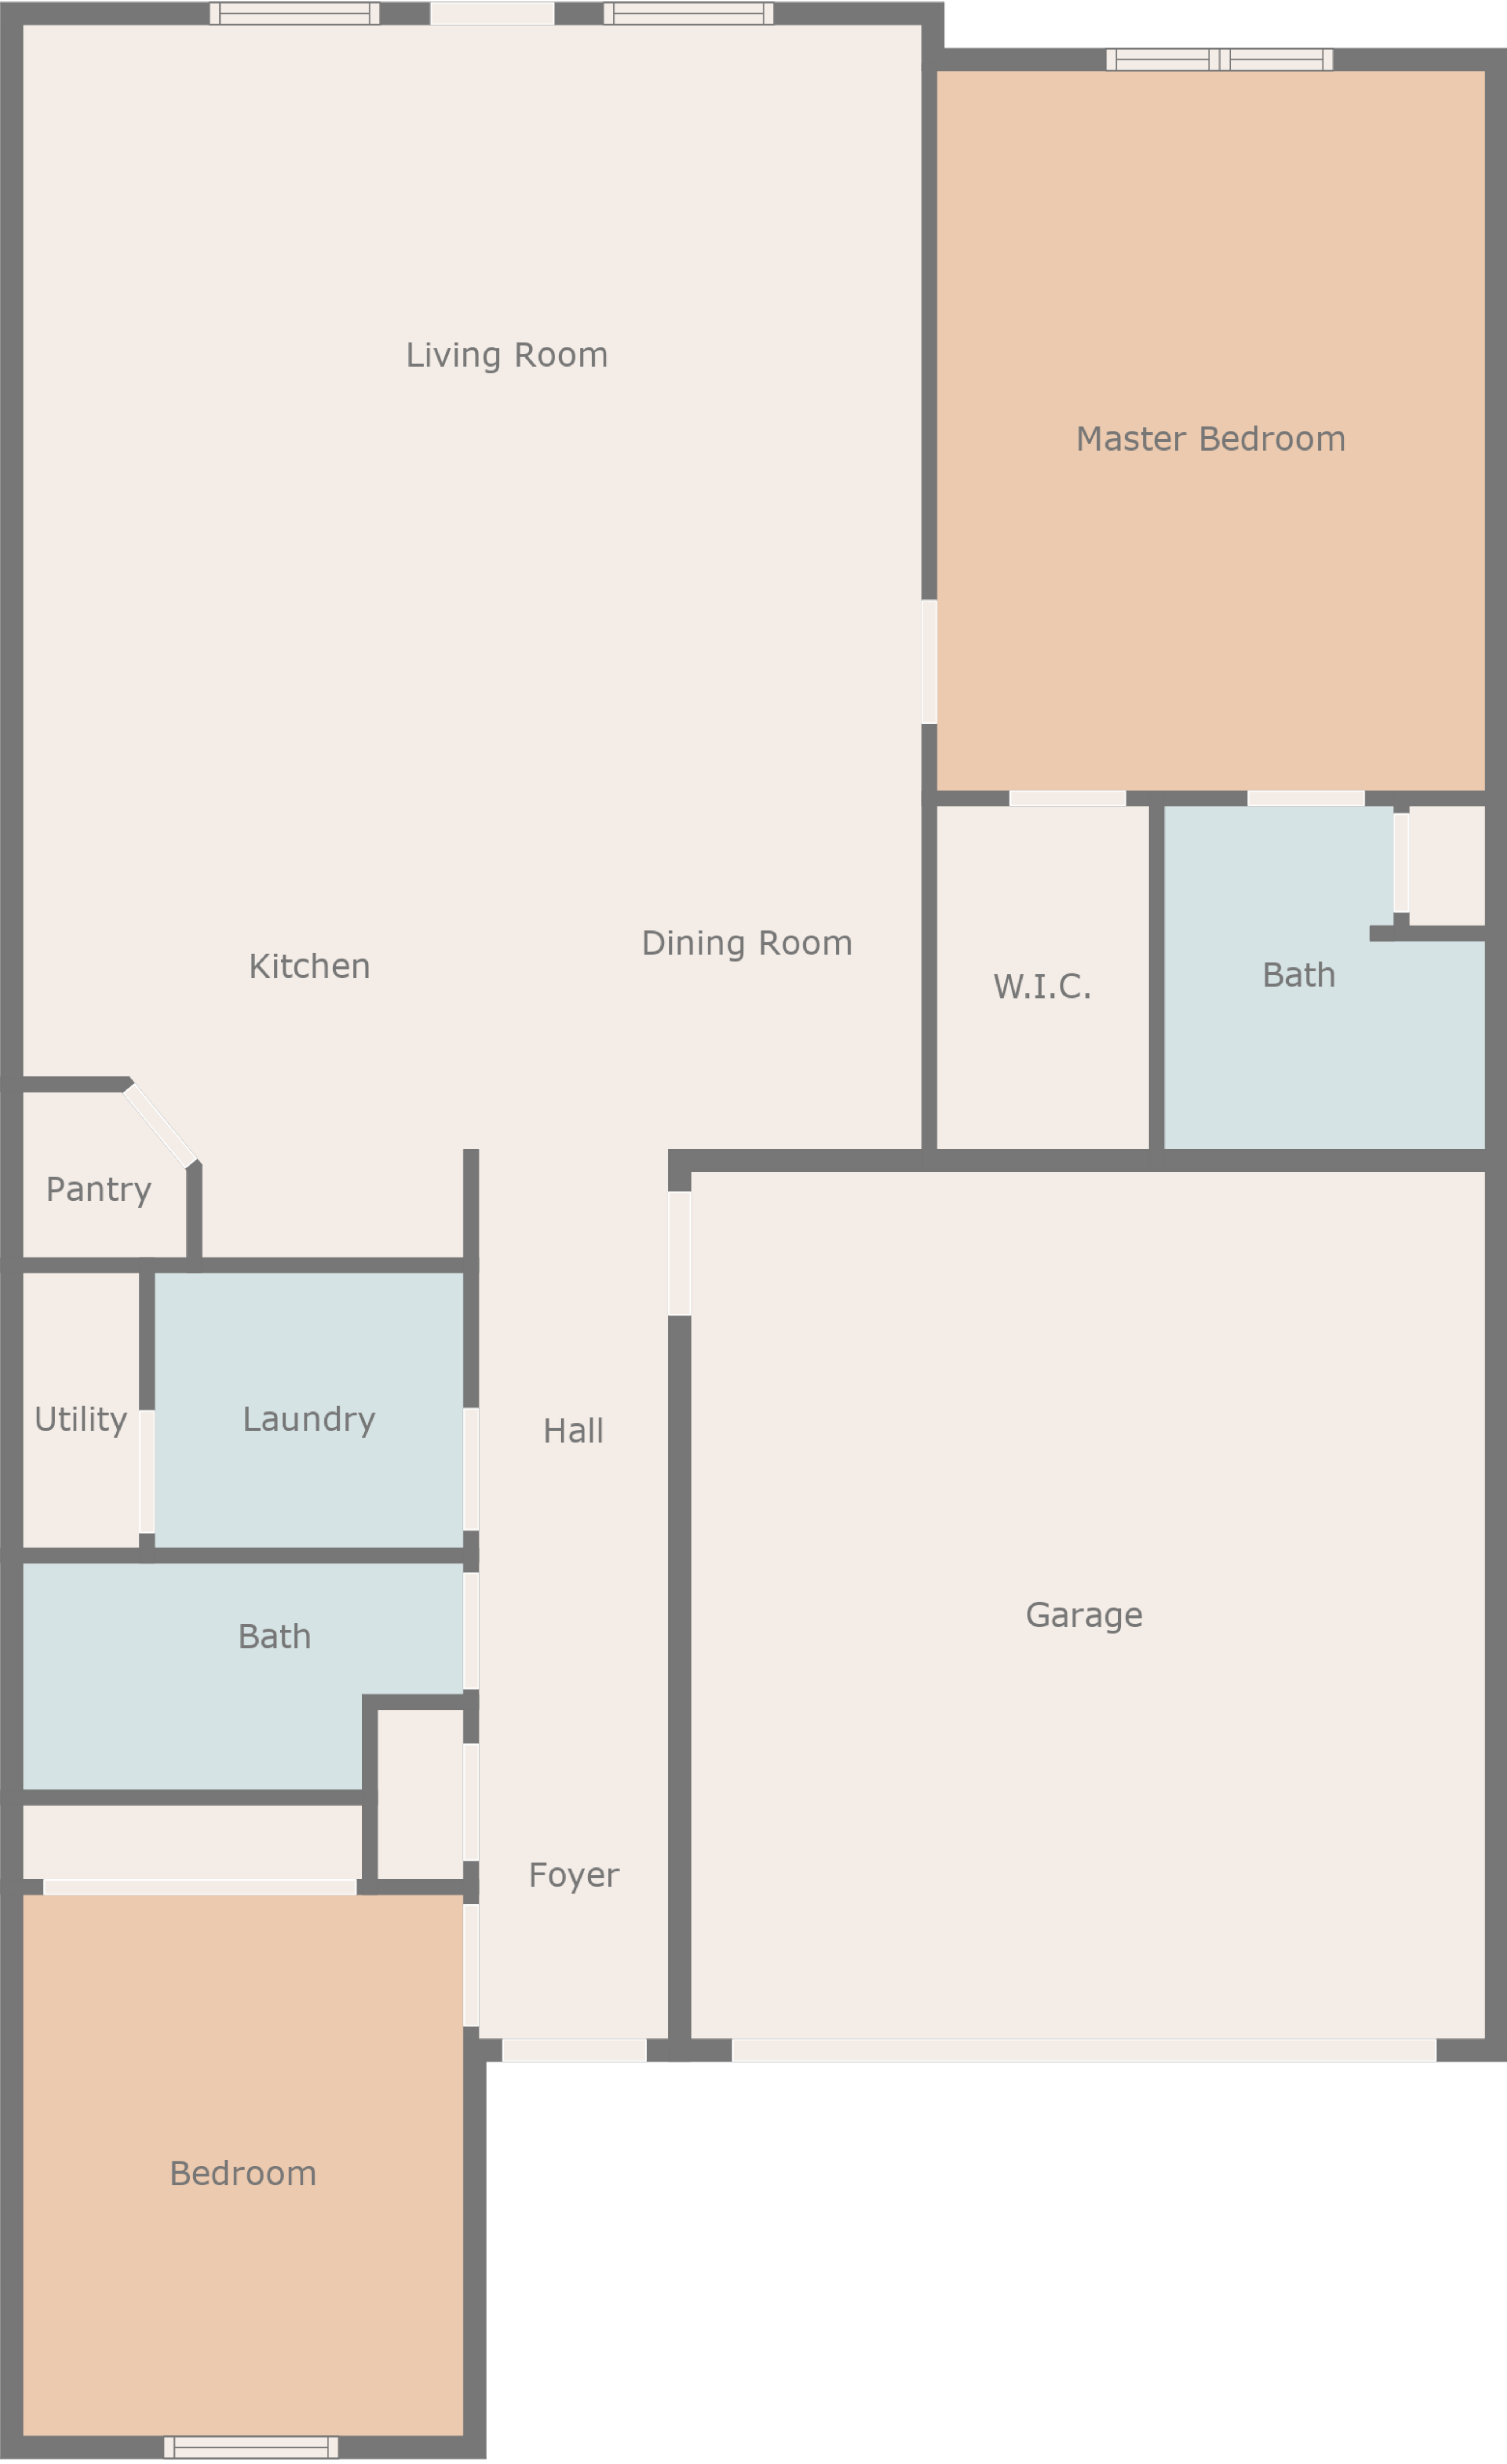 Living Room
Master Bedroom
Kitchen
Dining Room
W.I.C.
Bath
Pantry
Utility
Laundry
Hall
Garage
Bath
Foyer
Bedroom